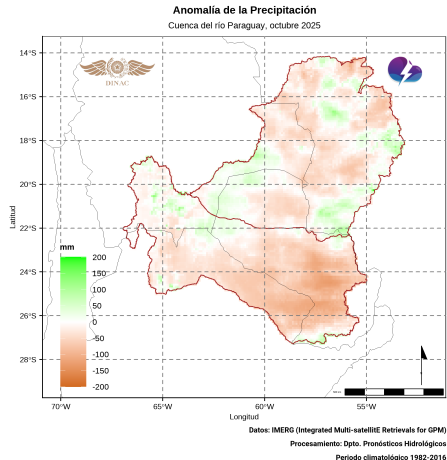 Anomalía de la Precipitación
Cuenca del río Paraguay, octubre 2025
14°S
16°S
18°S
20°S
22°S
24°S
26°S
28°S
Latitud
DINAC
mm
200
150
100
50
0
-50
-100
-150
-200
70°W
65°W
60°W
55°W
Longitud
Datos: IMERG (Integrated Multi-satellitE Retrievals for GPM)
Procesamiento: Dpto. Pronósticos Hidrológicos
Periodo climatológico 1982-2016